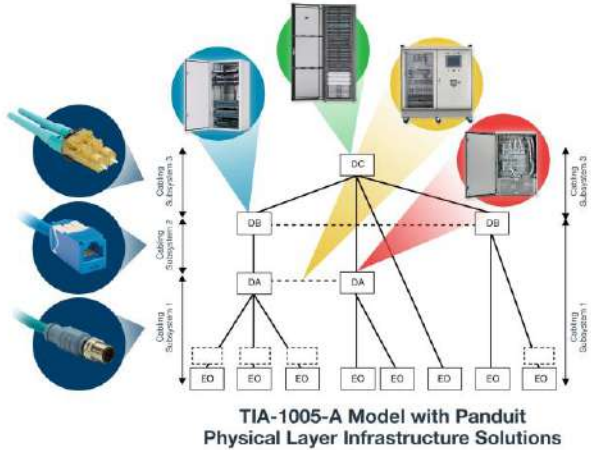 DC
Cabling
Subsystem 3
Cabling
Subsystem 3
DB
DB
Cabling
Subsystem 2
DA
DA
Cabling
Subsystem 1
Cabling
Subsystem 1
EO
EO
EO
EO
EO
EO
EO
EO
TIA-1005-A Model with Panduit
Physical Layer Infrastructure Solutions